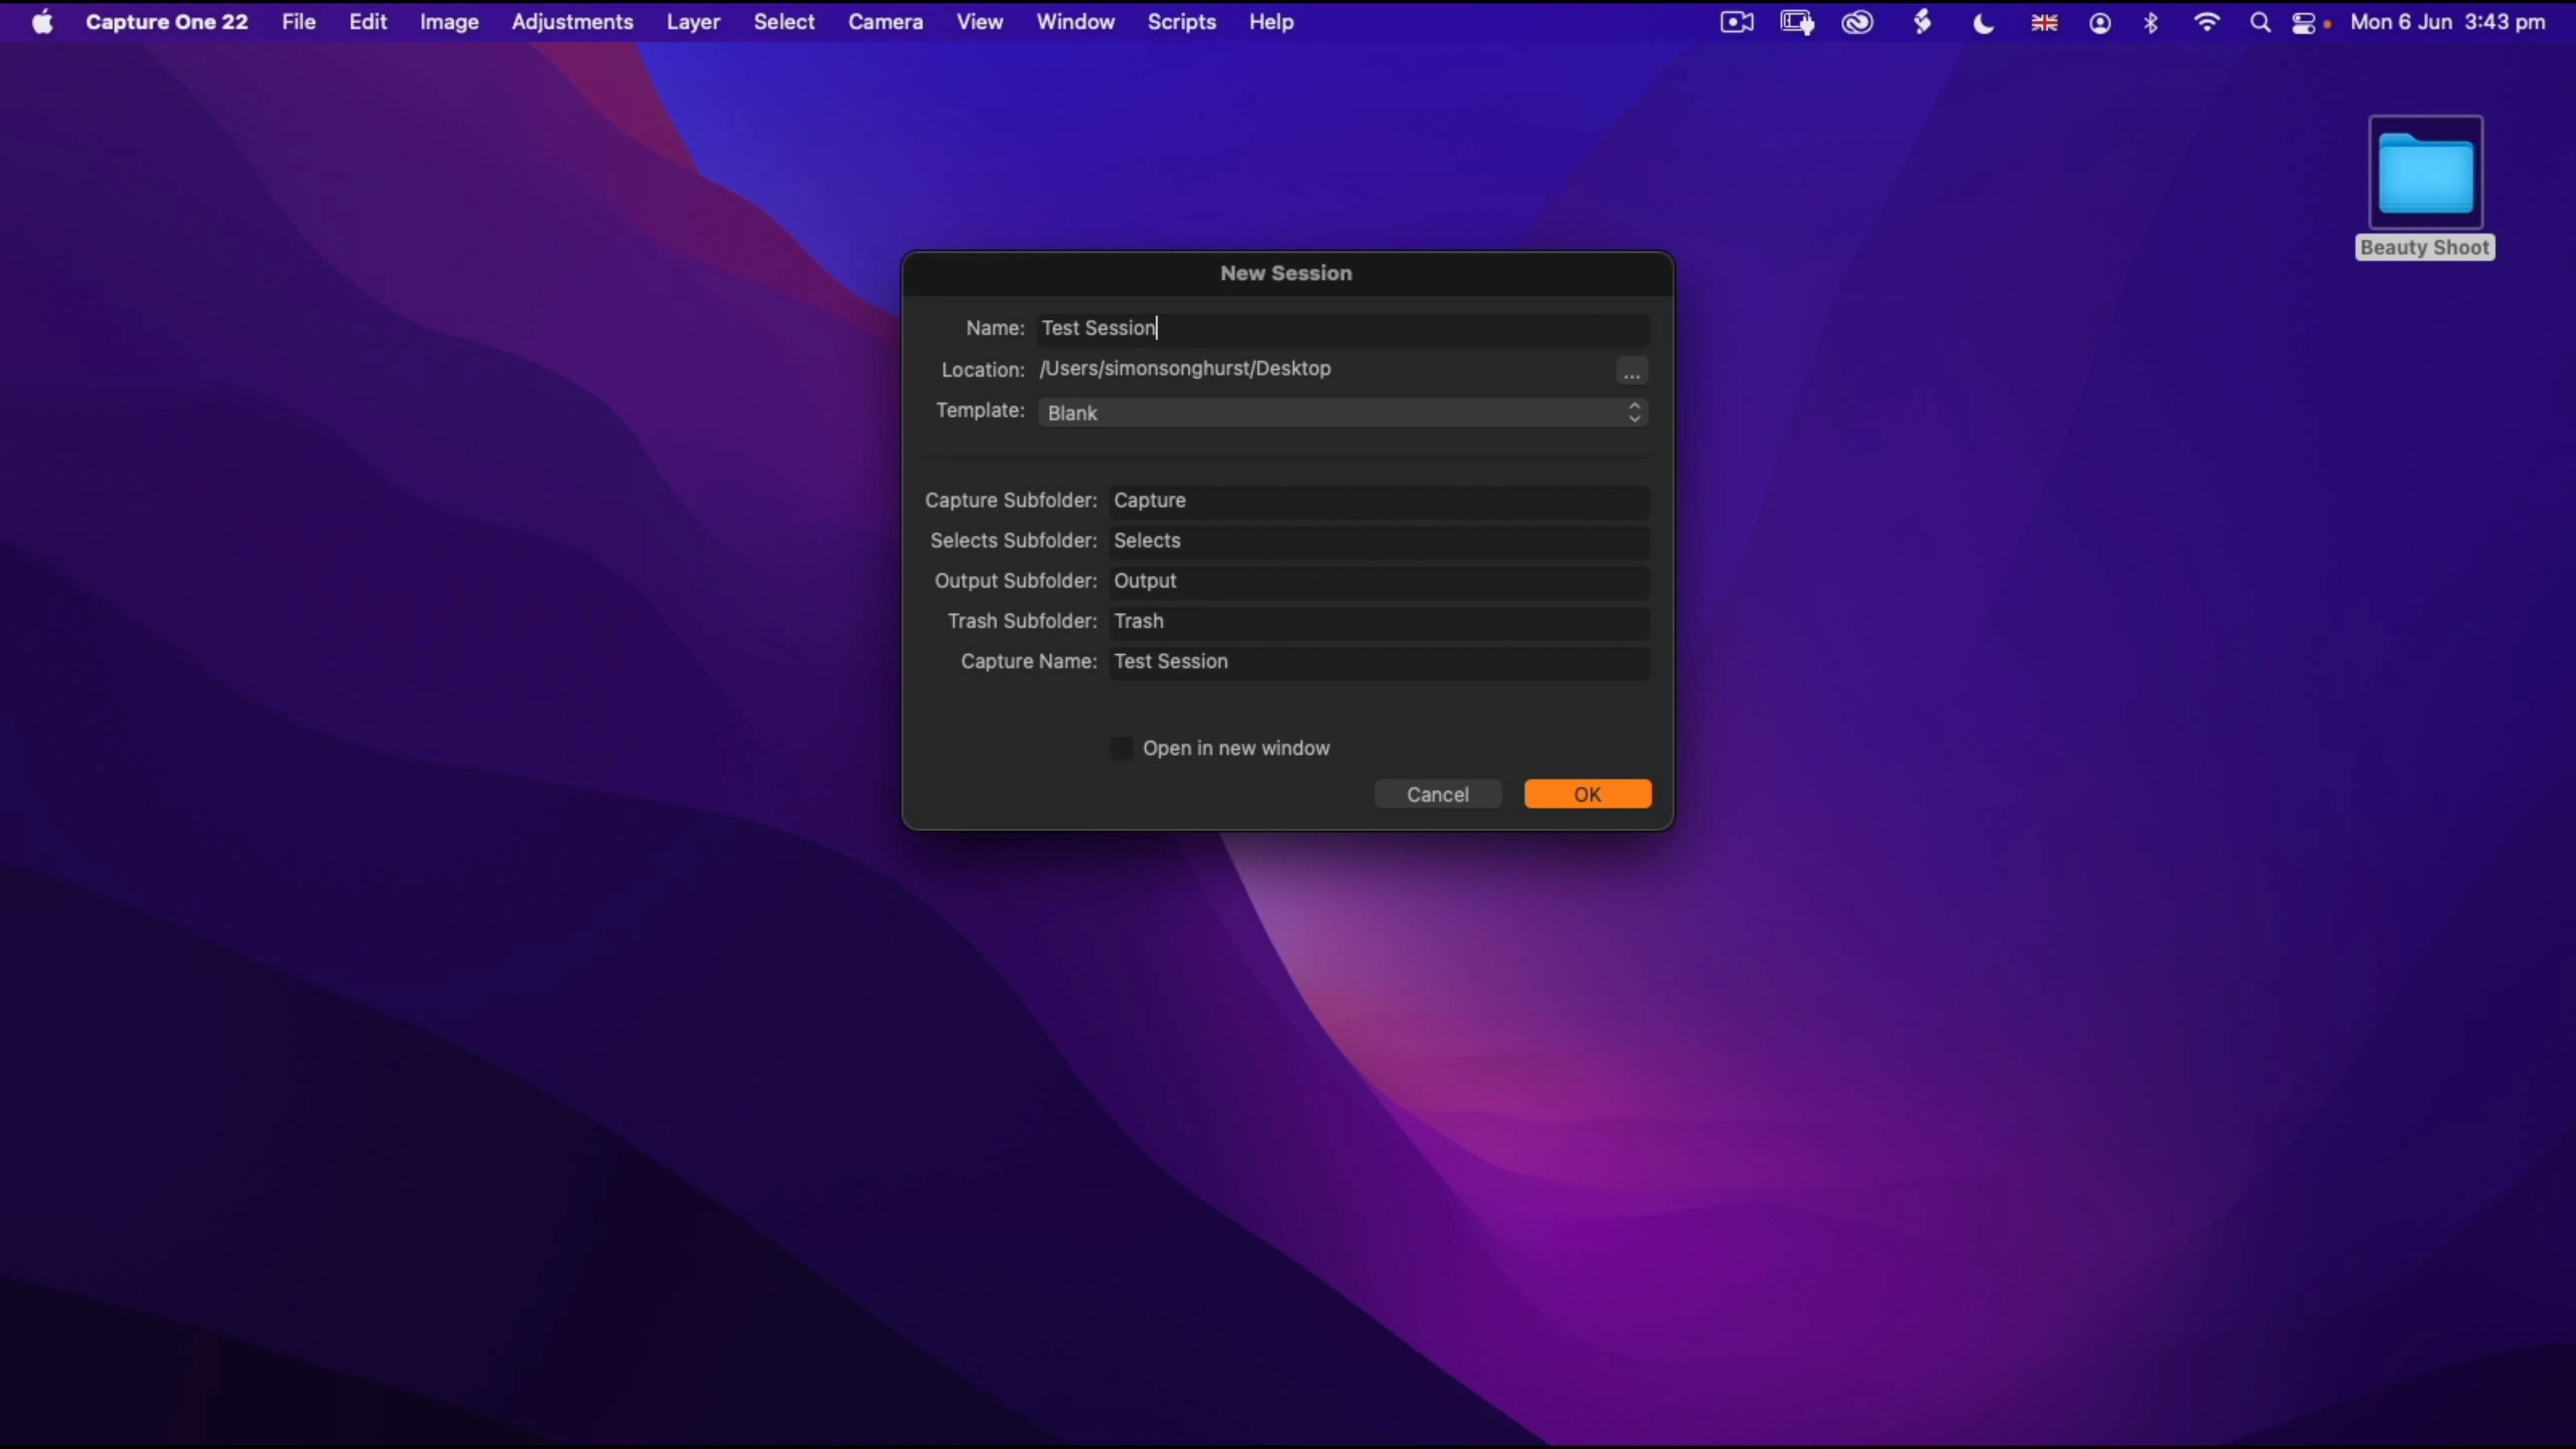 Capture One 22 File Edit Image Adjustments Layer Select Camera View Window Scripts Help Mon 6 Jun 3:43 pm
Beauty Shoot
New Session
Name: Test Session
Location: /Users/simonsonghurst/Desktop ...
Template: Blank
Capture Subfolder: Capture
Selects Subfolder: Selects
Output Subfolder: Output
Trash Subfolder: Trash
Capture Name: Test Session
Open in new window
Cancel OK